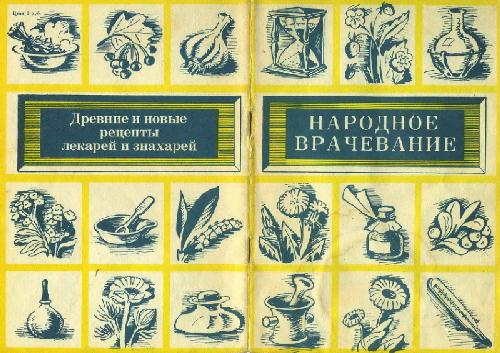 Древние и новые
рецепты
лекарей и знахарей
НАРОДНОЕ
ВРАЧЕВАНИЕ